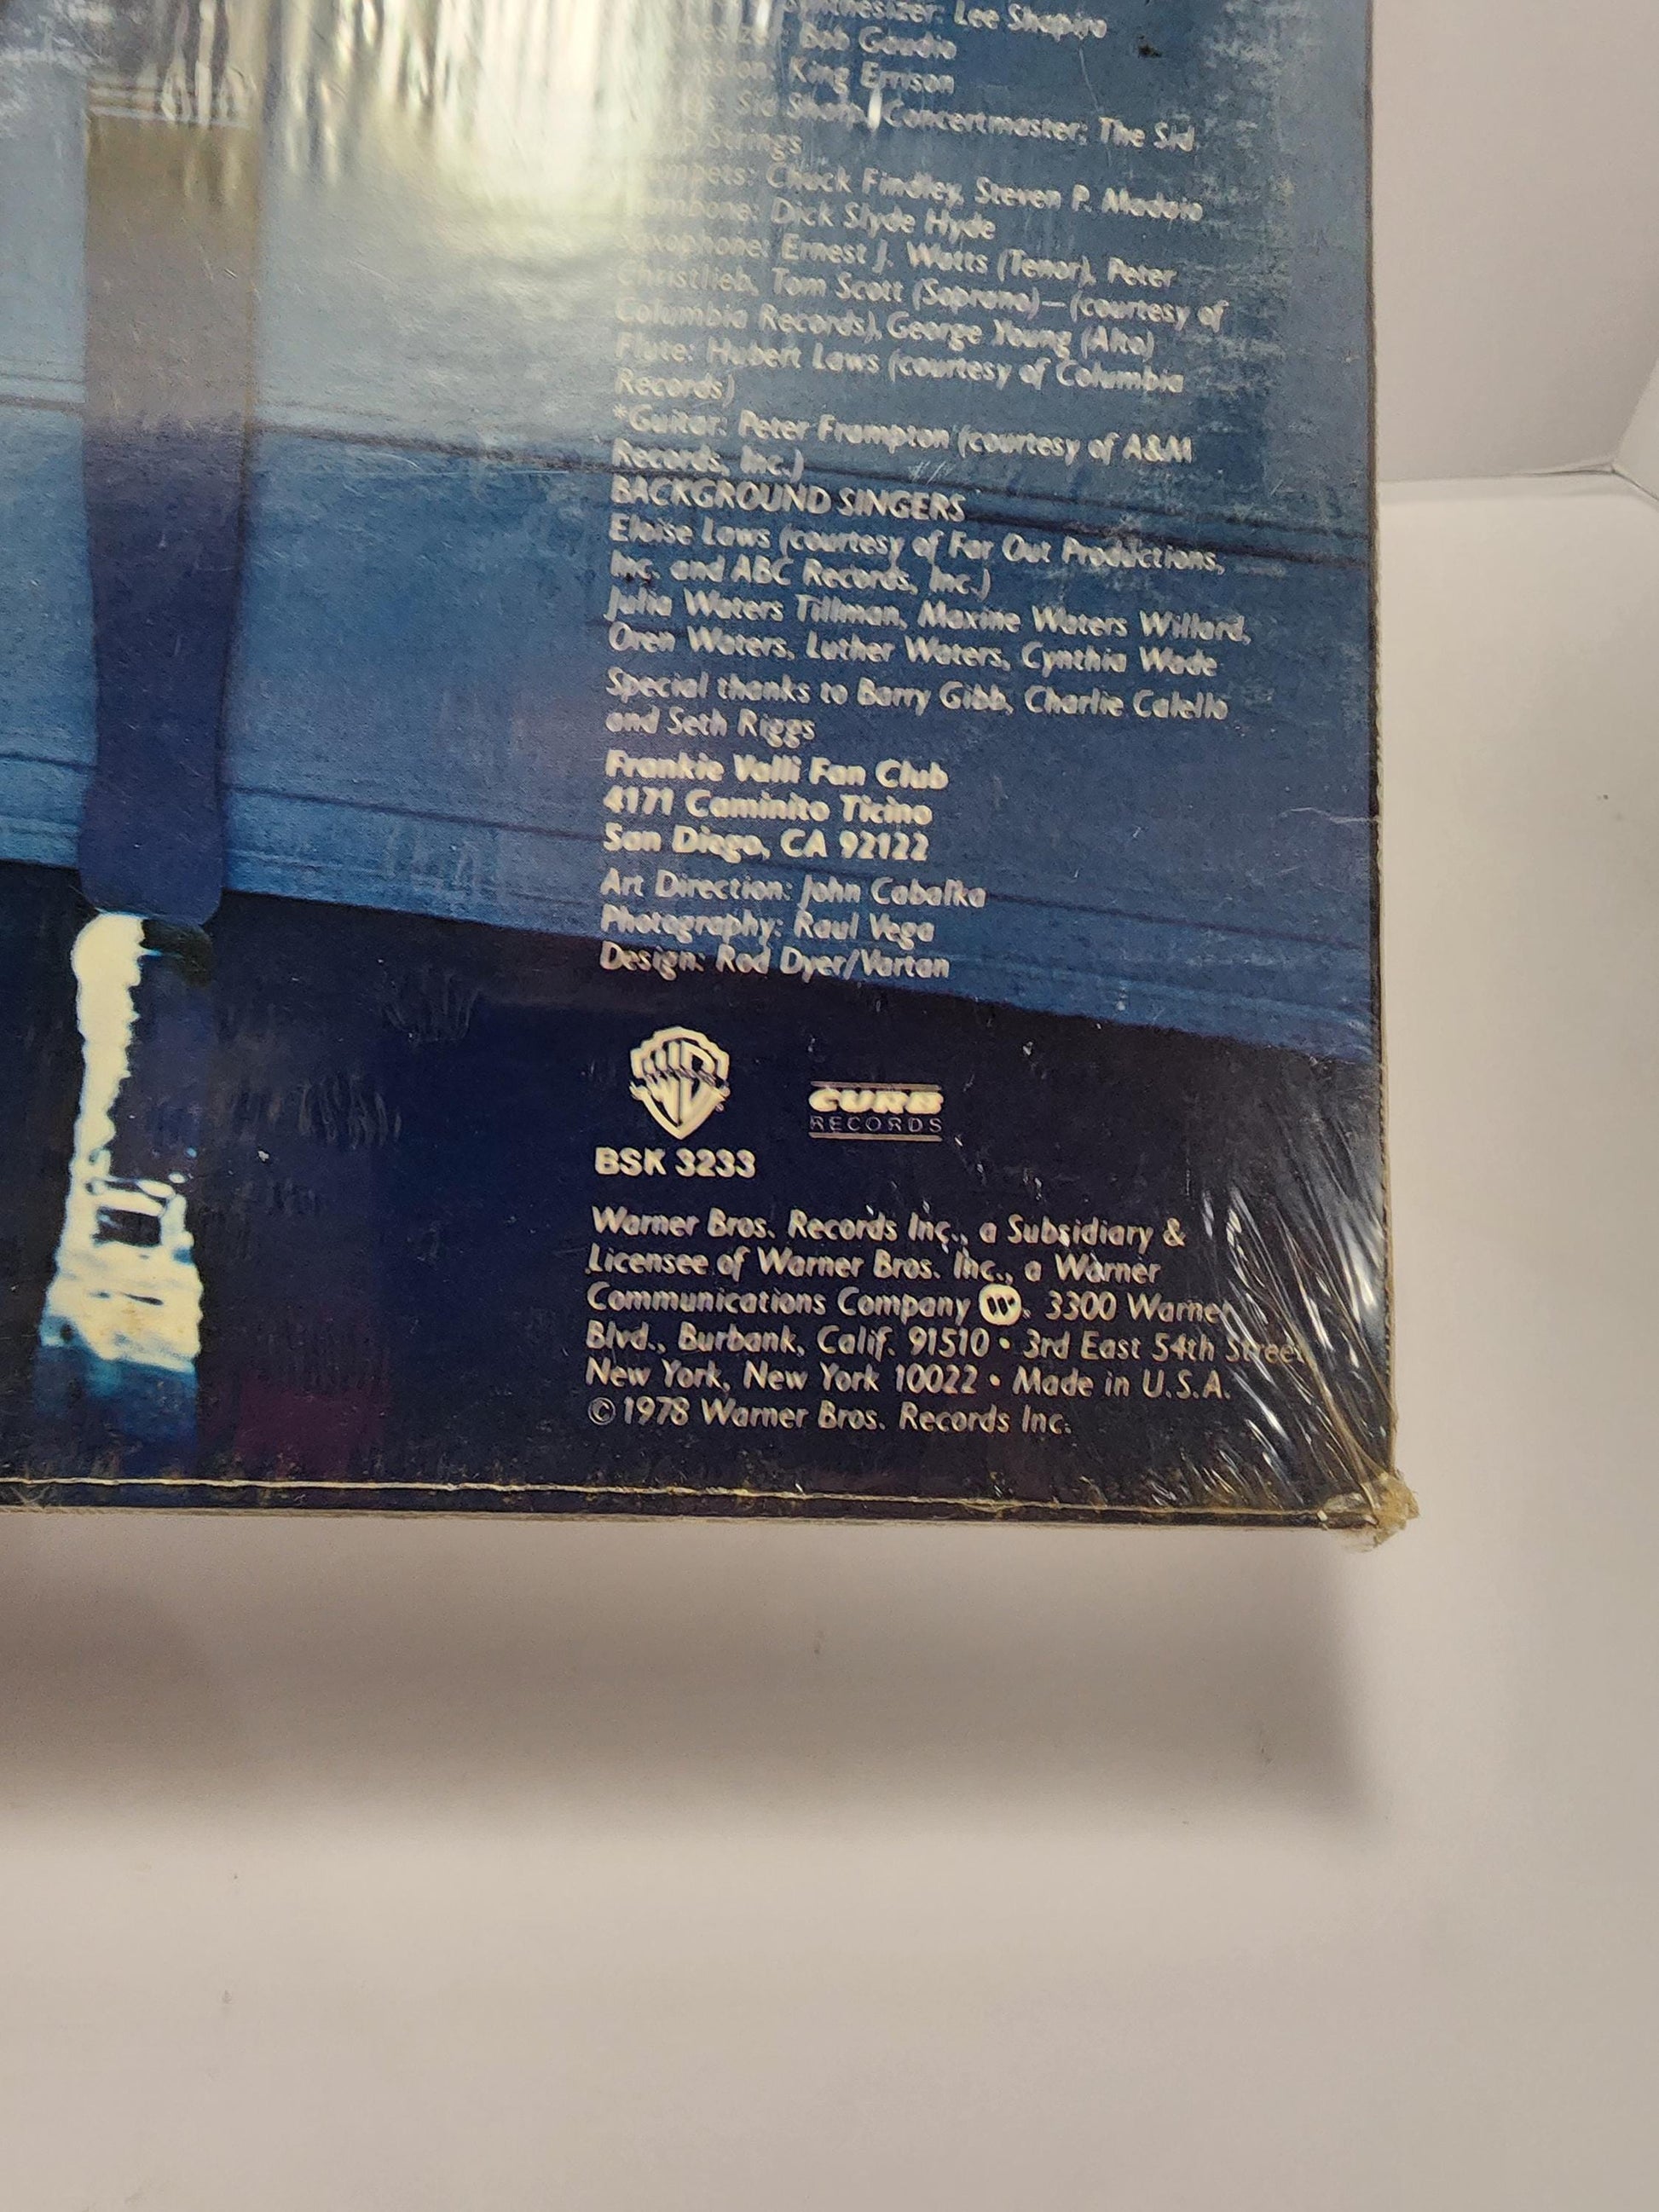 Synthesizer: Lee Shapiro
Bob Gaudio
King Errison
Sid Sharp, Concertmaster: The Sid
Strings
Chuck Findley, Steven P. Madaio
Dick Slyde Hyde
Saxophone: Ernest J. Watts (Tenor), Peter
Christlieb, Tom Scott (Soprano)—(courtesy of
Columbia Records), George Young (Alto)
Flute: Hubert Laws (courtesy of Columbia
Records)
*Guitar: Peter Frampton (courtesy of A&M
Records, Inc.)
BACKGROUND SINGERS
Eloise Laws (courtesy of Far Out Productions,
Inc. and ABC Records, Inc.)
Julia Waters Tillman, Maxine Waters Willard,
Oren Waters, Luther Waters, Cynthia Wade
Special thanks to Barry Gibb, Charlie Calello
and Seth Riggs
Frankie Valli Fan Club
4171 Caminito Ticino
San Diego, CA 92122
Art Direction: John Cabalka
Photography: Raul Vega
Design: Rod Dyer/Vartan
CURB
RECORDS
BSK 3233
Warner Bros. Records Inc., a Subsidiary &
Licensee of Warner Bros. Inc., a Warner
Communications Company W. 3300 Warner
Blvd., Burbank, Calif. 91510 • 3rd East 54th Street,
New York, New York 10022 • Made in U.S.A.
© 1978 Warner Bros. Records Inc.